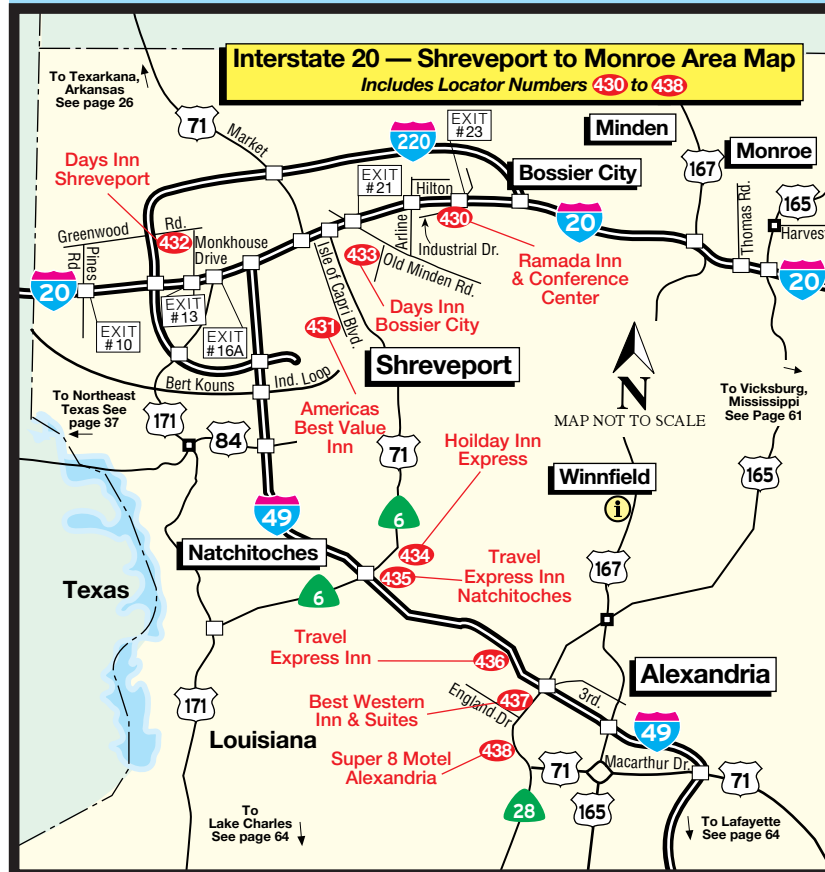 Interstate 20 — Shreveport to Monroe Area Map
Includes Locator Numbers 430 to 438
To Texarkana,
Arkansas
See page 26
71
Market
220
EXIT
#23
Minden
167
Monroe
165
Days Inn
Shreveport
EXIT
#21
Hilton
Bossier City
Thomas Rd.
Harvest
Greenwood Rd.
432
Pines Rd.
Monkhouse
Drive
Isle of Capri Blvd.
433
Arline
430
Industrial Dr.
Old Minden Rd.
20
Ramada Inn
& Conference
Center
20
20
EXIT
#10
EXIT
#13
EXIT
#16A
431
Days Inn
Bossier City
Shreveport
N
MAP NOT TO SCALE
Bert Kouns Ind. Loop
To Northeast
Texas See
page 37
171
84
Americas
Best Value
Inn
71
Hoilday Inn
Express
To Vicksburg,
Mississippi
See Page 61
165
Winnfield
i
49
6
Natchitoches
434
435
Travel
Express Inn
Natchitoches
167
Texas
6
Travel
Express Inn
436
Alexandria
171
Best Western
Inn & Suites
437
England Dr
3rd.
49
Louisiana
Super 8 Motel
Alexandria
438
71
Macarthur Dr.
71
28
165
To
Lake Charles
See page 64
To Lafayette
See page 64